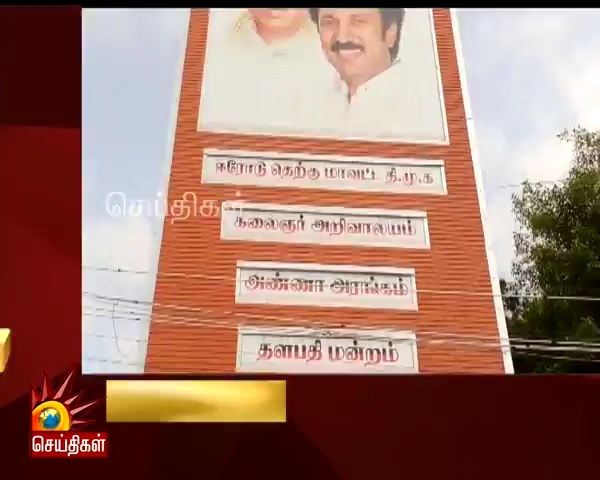 ஈரோடு தெற்கு மாவட்ட தி.மு.க
செய்திகள்
கலைஞர் அறிவாலயம்
அண்ணா அரங்கம்
தளபதி மன்றம்
செய்திகள்